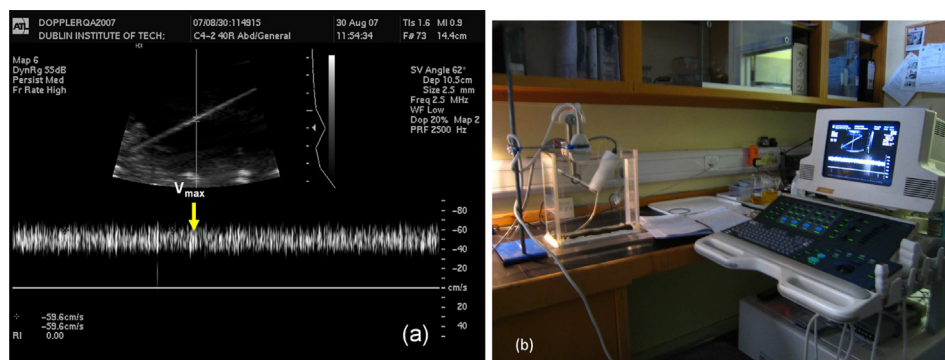 ATL
DOPPLERQA2007 07/08/30:114915 30 Aug 07 TIs 1.6 MI 0.9
DUBLIN INSTITUTE OF TECH; C4-2 40R Abd/General 11:54:34 F# 73 14.4cm
Map 6
DynRg 55dB
Persist Med
Fr Rate High
SV Angle 62°
Dep 10.5cm
Size 2.5 mm
Freq 2.5 MHz
WF Low
Dop 20% Map 2
PRF 2500 Hz
Vmax
-80
-60
-40
-20
cm/s
20
40
-59.6cm/s
-59.6cm/s
RI 0.00
(a)
(b)